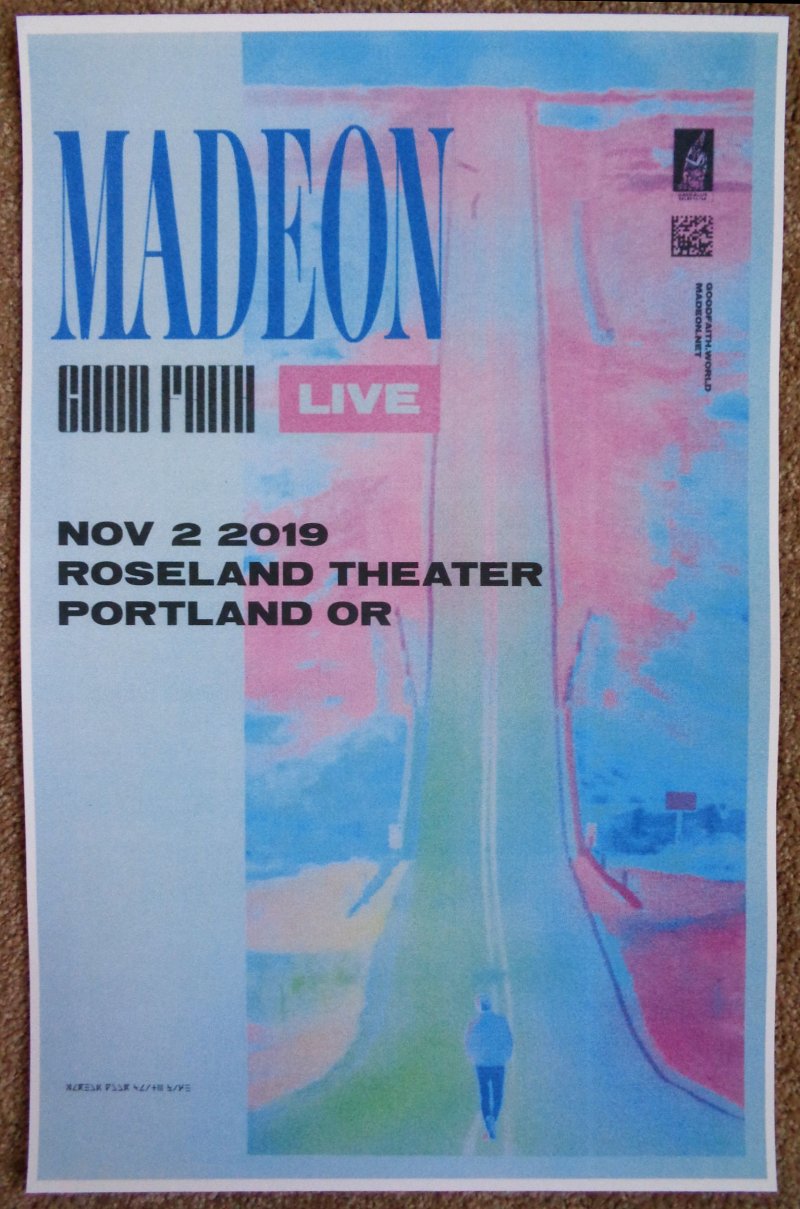 MADEON
GOOD FAITH
LIVE
NOV 2 2019
ROSELAND THEATER
PORTLAND OR
GOODFAITH.WORLD
MADEON.NET